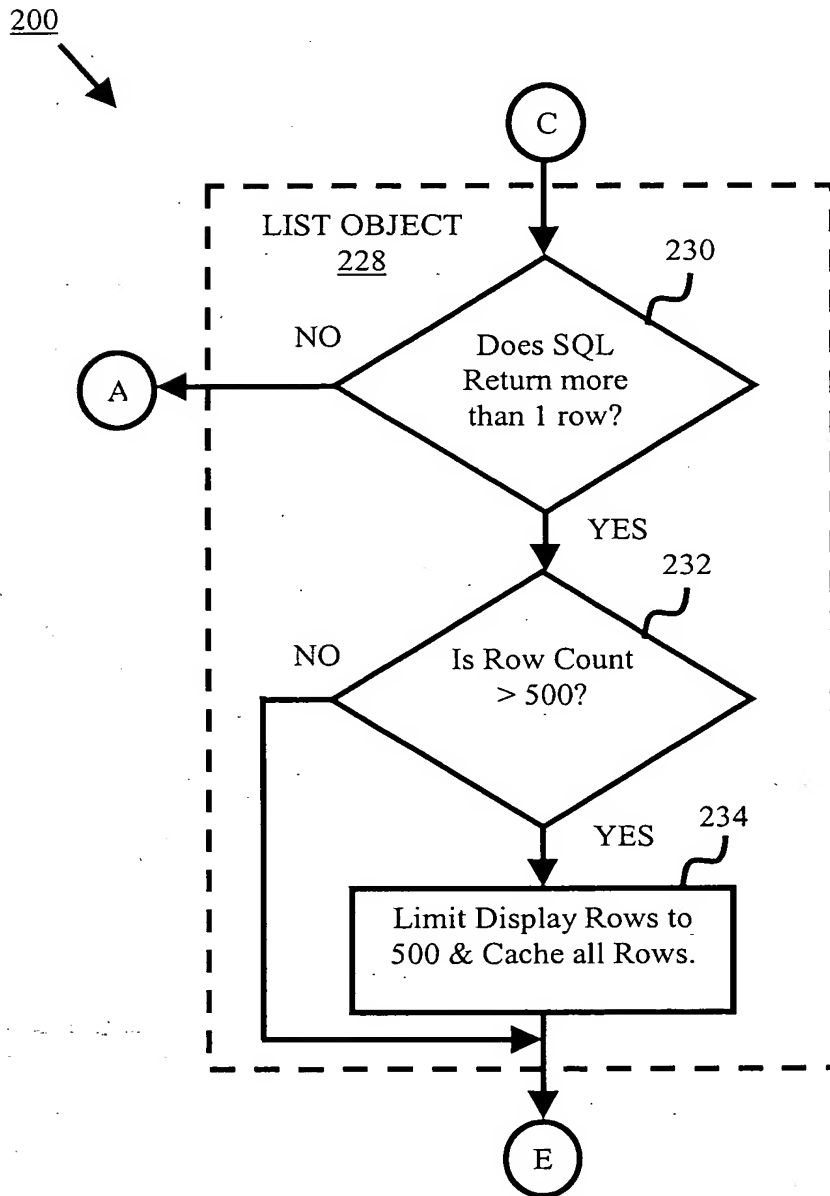 200
C
LIST OBJECT
228
230
NO
Does SQL
Return more
than 1 row?
A
YES
232
NO
Is Row Count
> 500?
YES
234
Limit Display Rows to
500 & Cache all Rows.
E